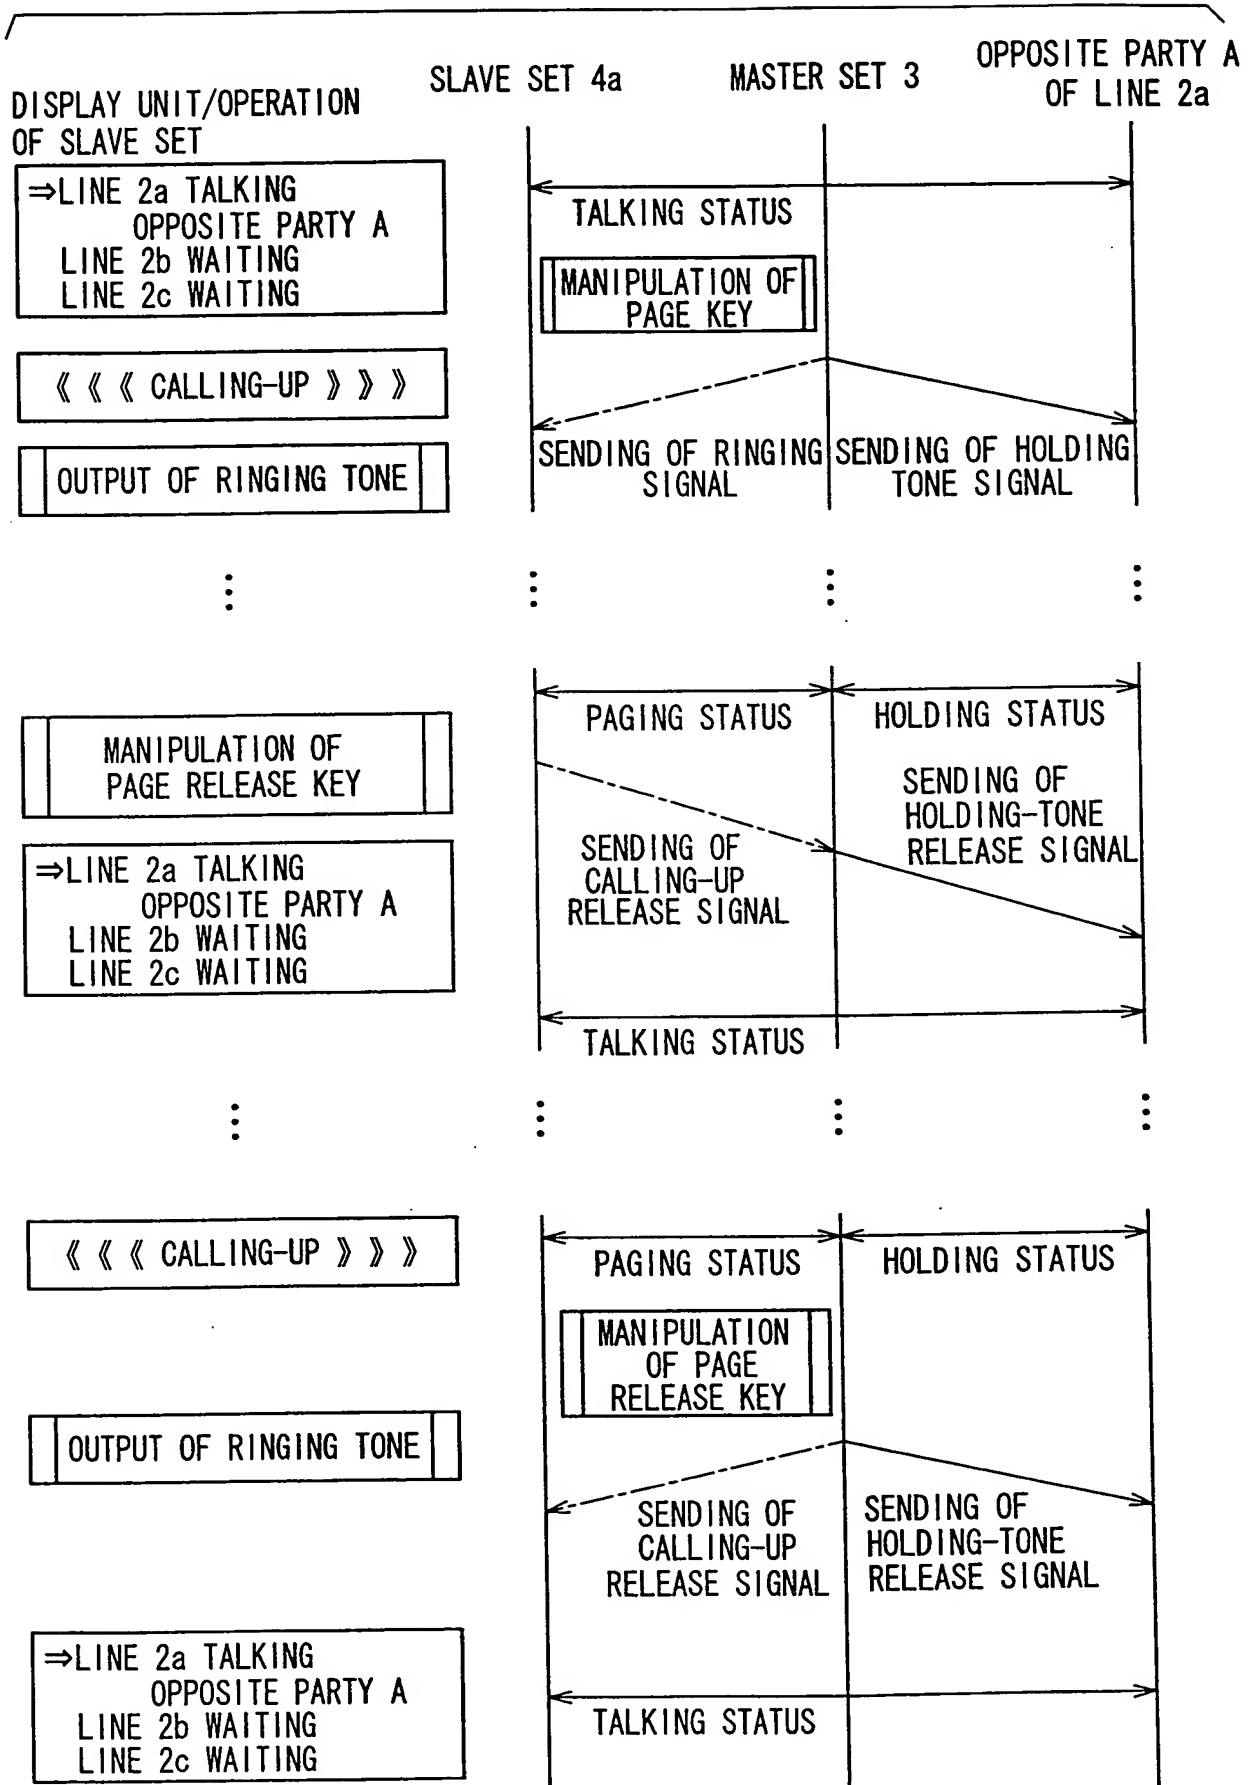 DISPLAY UNIT/OPERATION
OF SLAVE SET
SLAVE SET 4a
MASTER SET 3
OPPOSITE PARTY A
OF LINE 2a
⇒LINE 2a TALKING
OPPOSITE PARTY A
LINE 2b WAITING
LINE 2c WAITING
TALKING STATUS
MANIPULATION OF
PAGE KEY
《《《 CALLING-UP 》》》
OUTPUT OF RINGING TONE
SENDING OF RINGING
SIGNAL
SENDING OF HOLDING
TONE SIGNAL
PAGING STATUS
HOLDING STATUS
MANIPULATION OF
PAGE RELEASE KEY
SENDING OF
HOLDING-TONE
RELEASE SIGNAL
SENDING OF
CALLING-UP
RELEASE SIGNAL
⇒LINE 2a TALKING
OPPOSITE PARTY A
LINE 2b WAITING
LINE 2c WAITING
TALKING STATUS
《《《 CALLING-UP 》》》
PAGING STATUS
HOLDING STATUS
MANIPULATION
OF PAGE
RELEASE KEY
OUTPUT OF RINGING TONE
SENDING OF
CALLING-UP
RELEASE SIGNAL
SENDING OF
HOLDING-TONE
RELEASE SIGNAL
⇒LINE 2a TALKING
OPPOSITE PARTY A
LINE 2b WAITING
LINE 2c WAITING
TALKING STATUS